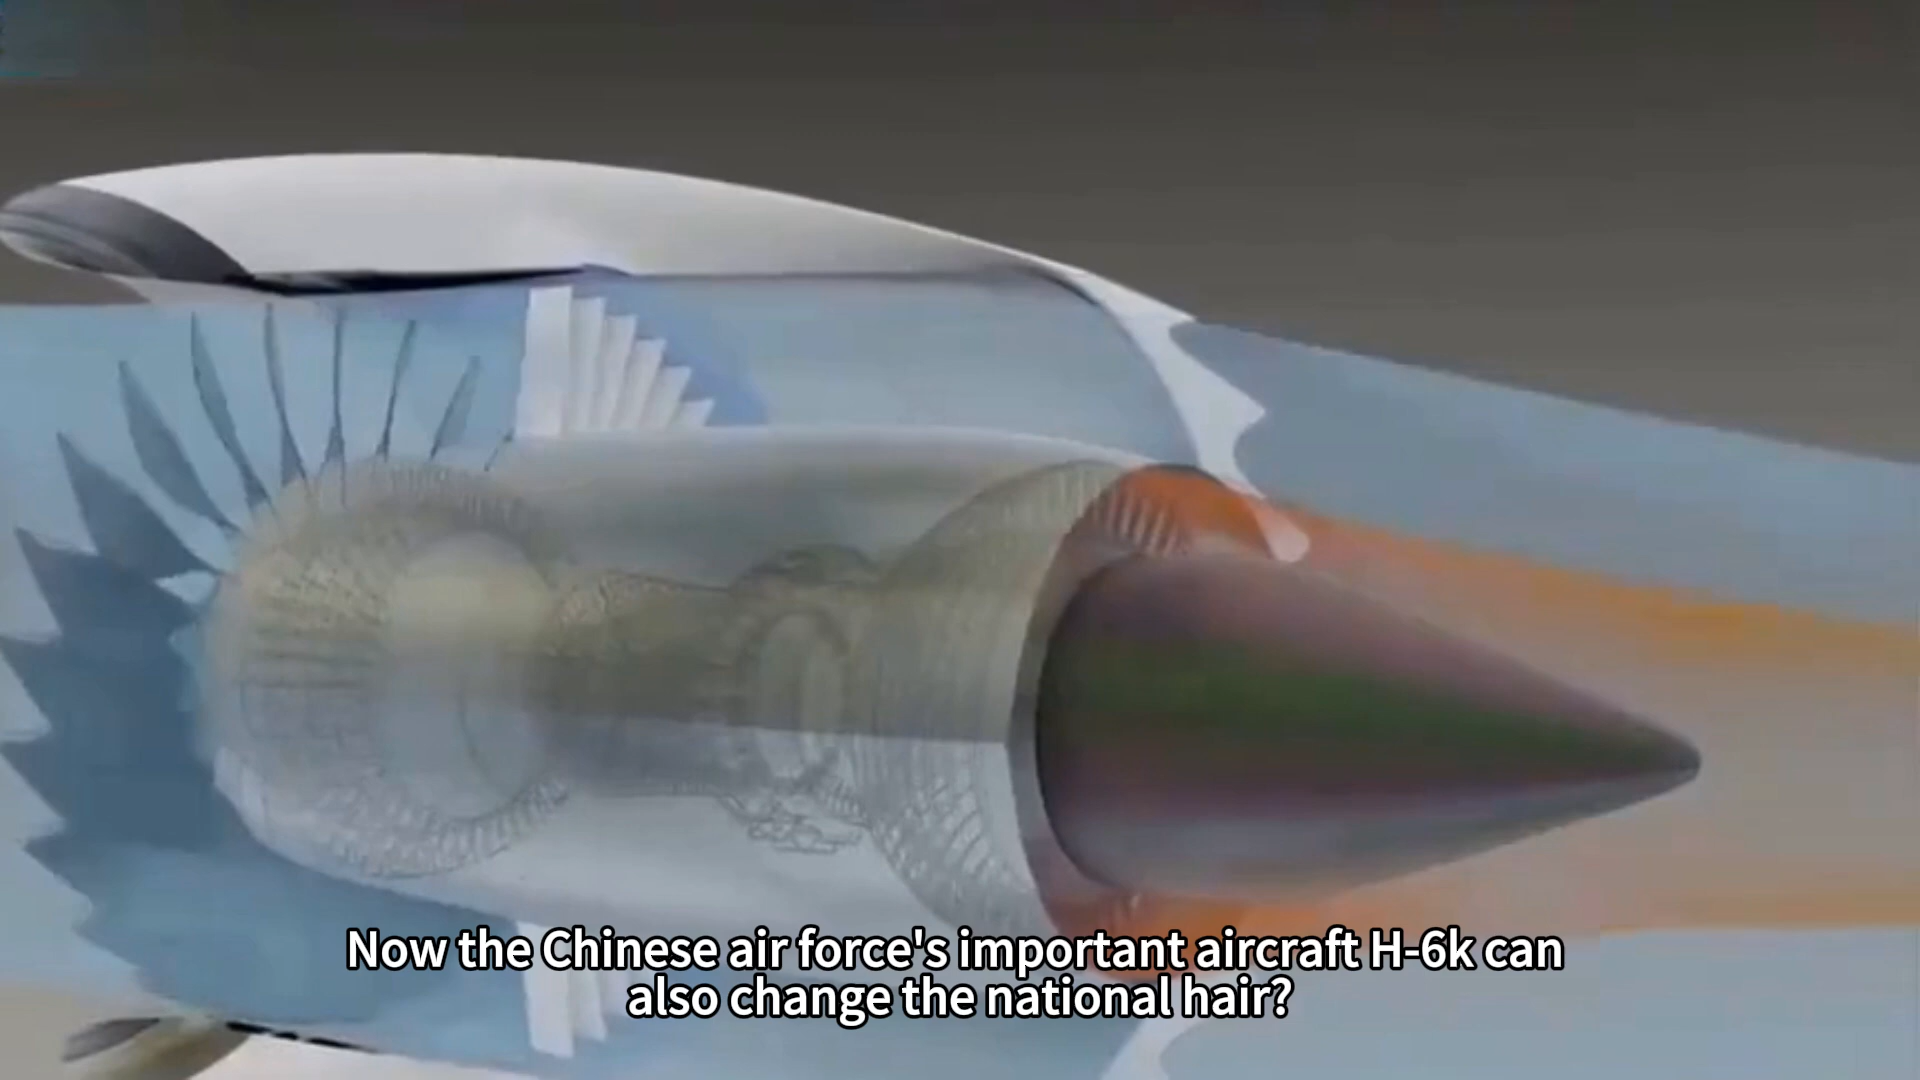 Now the Chinese air force's important aircraft H-6k can
also change the national hair?